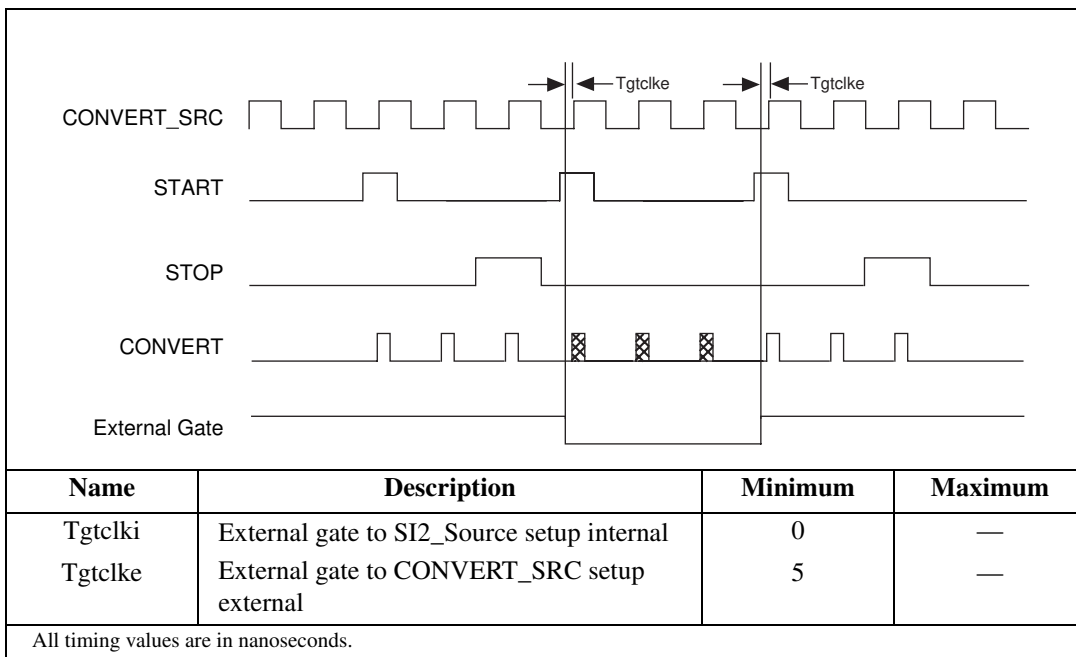 Tgtclke Tgtclke
CONVERT_SRC
START
STOP
CONVERT
External Gate
Name Description Minimum Maximum
Tgtclki External gate to SI2_Source setup internal 0 —
Tgtclke External gate to CONVERT_SRC setup 5 —
external
All timing values are in nanoseconds.